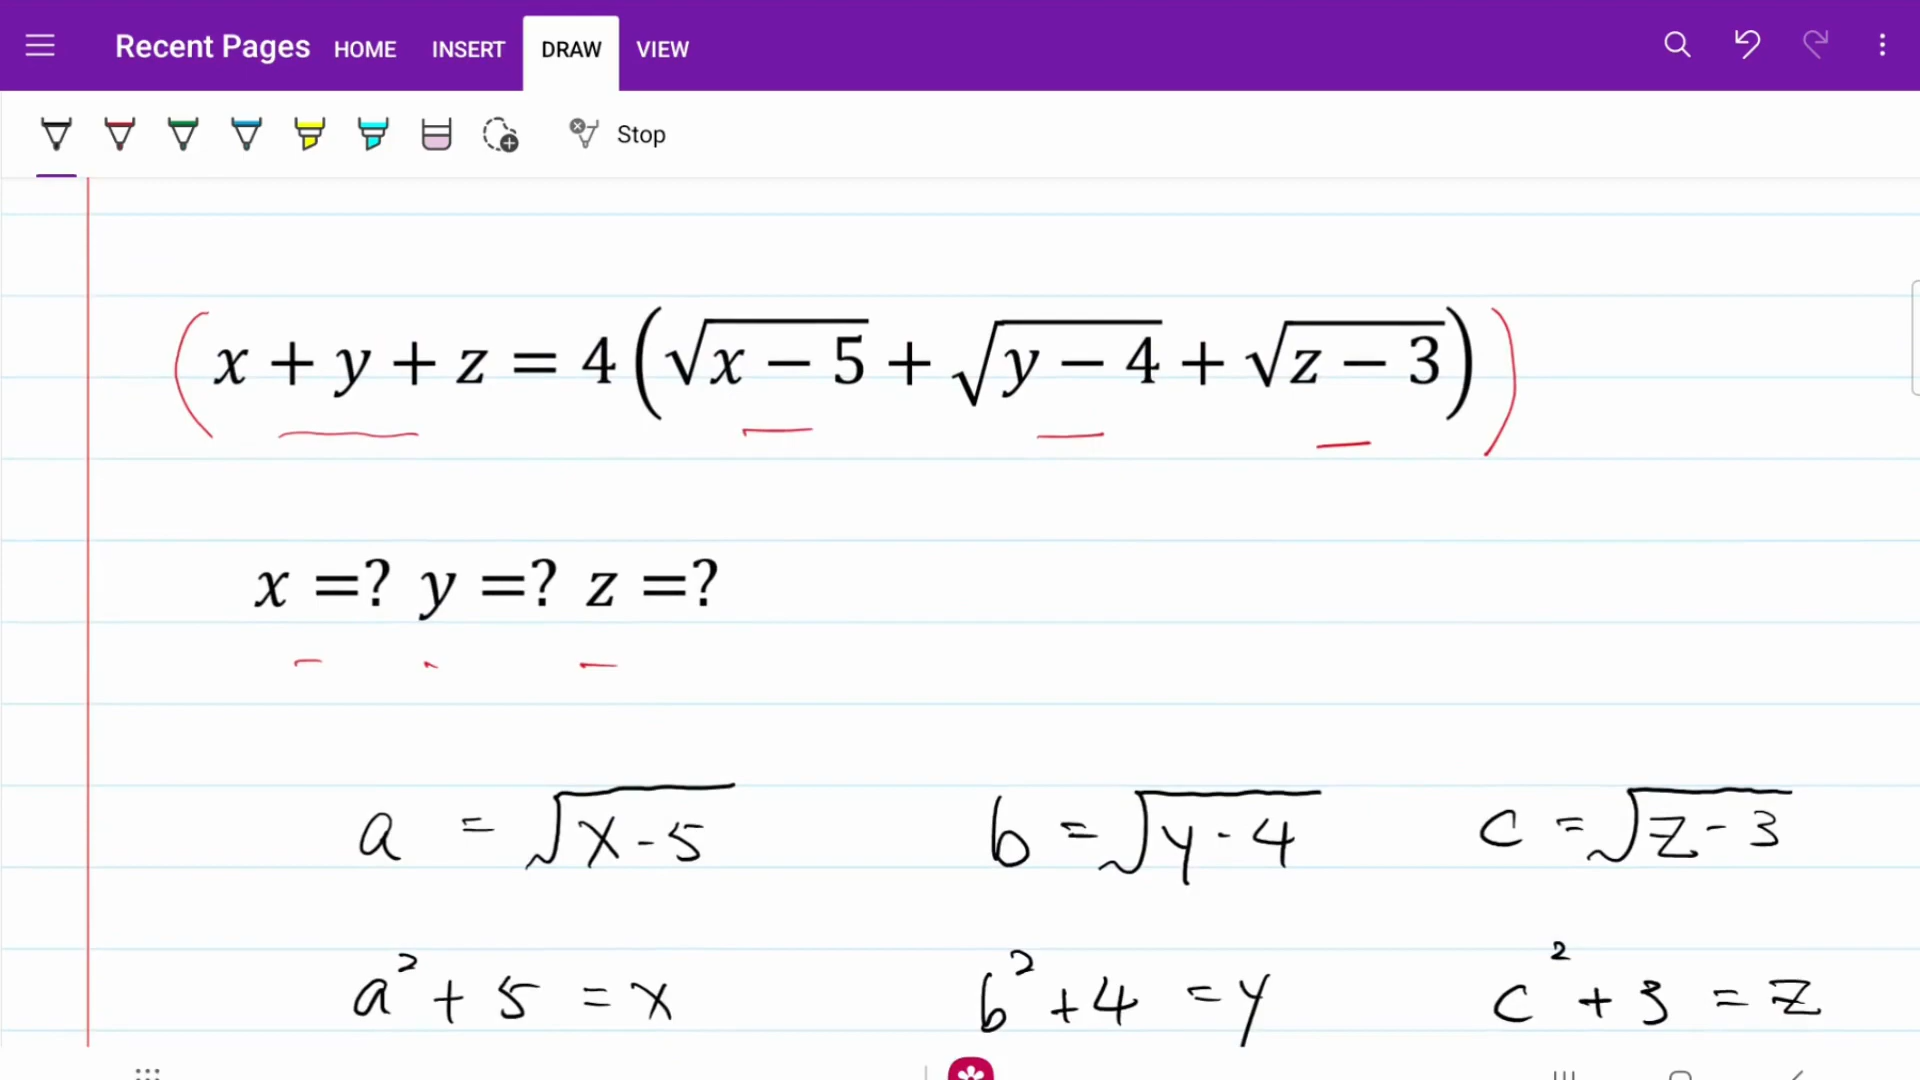 Recent Pages HOME INSERT DRAW VIEW
Stop
(x + y + z = 4(√x − 5 + √y − 4 + √z − 3))
x =? y =? z =?
a = √x - 5 b = √y - 4 c = √z - 3
a² + 5 = x b² + 4 = y c² + 3 = z